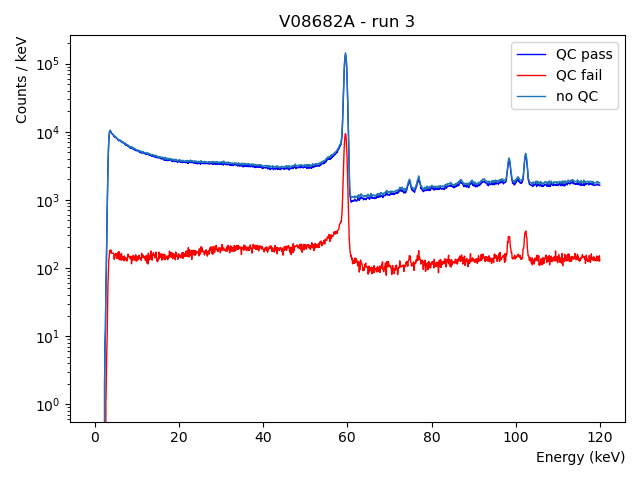 V08682A - run 3
Counts / keV
QC pass
QC fail
no QC
10^5
10^4
10^3
10^2
10^1
10^0
0 20 40 60 80 100 120
Energy (keV)